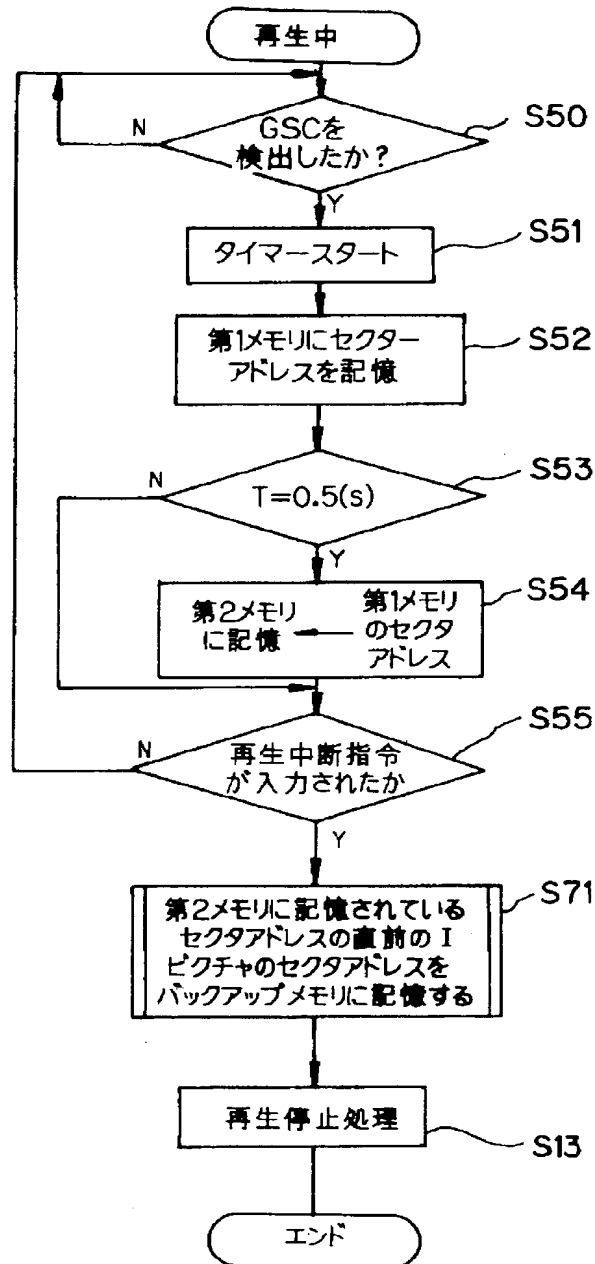 再生中
GSCを
検出したか?
N
S50
Y
タイマースタート
S51
第1メモリにセクター
アドレスを記憶
S52
N
T=0.5(s)
S53
Y
第2メモリ
に記憶
第1メモリ
のセクタ
アドレス
S54
N
再生中断指令
が入力されたか
S55
Y
第2メモリに記憶されている
セクタアドレスの直前のI
ピクチャのセクタアドレスを
バックアップメモリに記憶する
S71
再生停止処理
S13
エンド